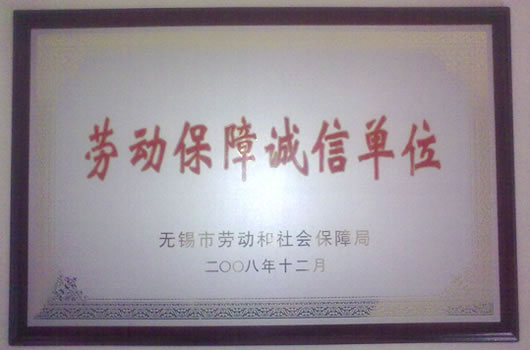 劳动保障诚信单位
无锡市劳动和社会保障局
二〇〇八年十二月